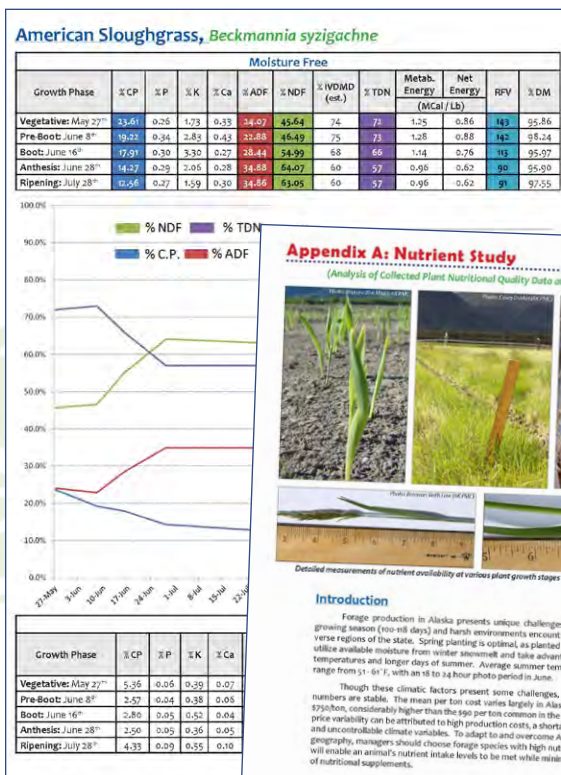 American Sloughgrass, Beckmannia syzigachne
Moisture Free
Growth Phase % CP % P % K % Ca % ADF % NDF % IVDMD (est.) % TDN Metab. Energy Net Energy (MCal / Lb) RFV % DM
Vegetative: May 27th 23.61 0.26 1.73 0.33 24.07 45.64 74 72 1.25 0.86 143 95.86
Pre-Boot: June 8th 19.22 0.34 2.83 0.43 22.88 46.49 75 73 1.28 0.88 142 98.24
Boot: June 16th 17.91 0.30 3.30 0.27 28.44 54.99 68 66 1.14 0.76 113 95.97
Anthesis: June 28th 14.27 0.29 2.06 0.28 34.88 64.07 60 57 0.96 0.62 90 95.90
Ripening: July 28th 12.56 0.27 1.59 0.30 34.86 63.05 60 57 0.96 0.62 91 97.55
100.0%
90.0%
80.0%
70.0%
60.0%
50.0%
40.0%
30.0%
20.0%
10.0%
0.0%
% NDF % TDN
% C.P. % ADF
27-May 3-Jun 10-Jun 17-Jun 24-Jun 1-Jul 8-Jul 15-Jul
Growth Phase % CP % P % K % Ca
Vegetative: May 27th 5.36 0.06 0.39 0.07
Pre-Boot: June 8th 2.57 0.04 0.38 0.06
Boot: June 16th 2.80 0.05 0.52 0.04
Anthesis: June 28th 2.50 0.05 0.36 0.05
Ripening: July 28th 4.33 0.09 0.55 0.10
Appendix A: Nutrient Study
(Analysis of Collected Plant Nutritional Quality Data a
5 6
Detailed measurements of nutrient availability at various plant growth stages
Introduction
Forage production in Alaska presents unique challenges
growing season (100-118 days) and harsh environments encount
verse regions of the state. Spring planting is optimal, as planted
utilize available moisture from winter snowmelt and take advant
temperatures and longer days of summer. Average summer tem
range from 51- 61°F, with an 18 to 24 hour photo period in June.
Though these climatic factors present some challenges,
numbers are stable. The mean per ton cost varies largely in Alas
$750/ton, considerably higher than the $90 per ton common in the
price variability can be attributed to high production costs, a shorta
and uncontrollable climate variables. To adapt to and overcome A
geography, managers should choose forage species with high nut
will enable an animal's nutrient intake levels to be met while minin
of nutritional supplements.